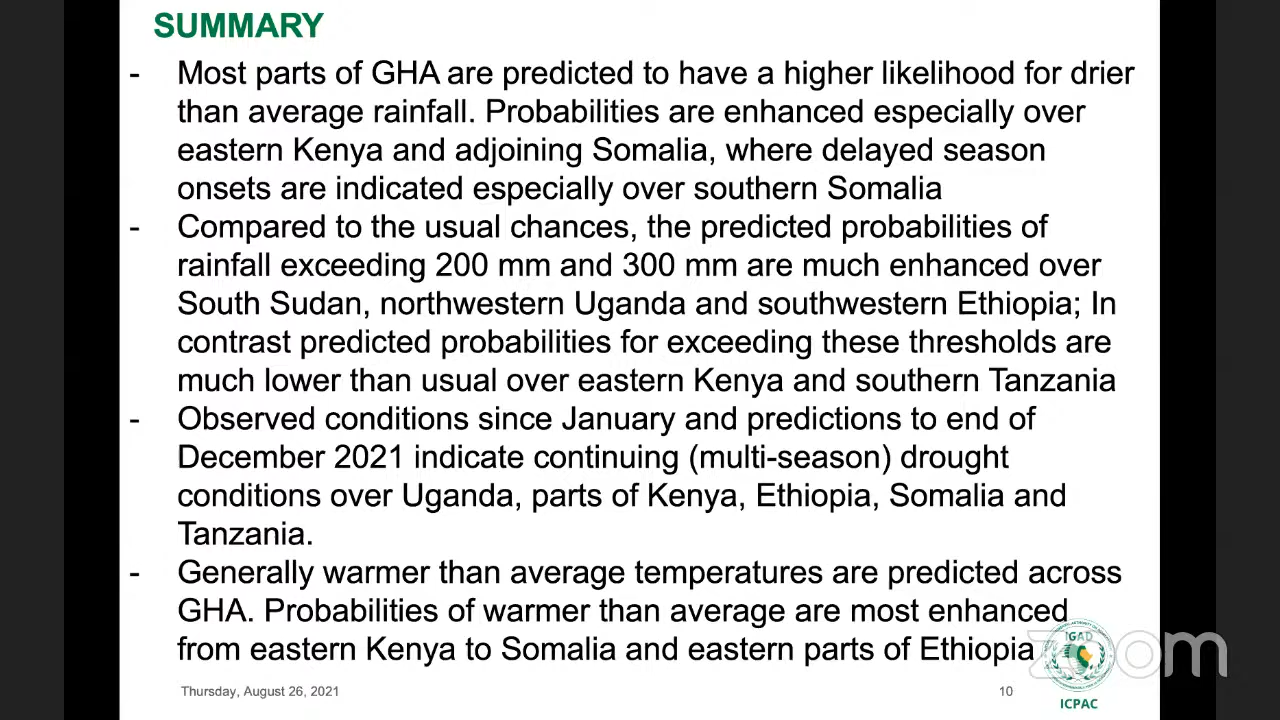 SUMMARY
- Most parts of GHA are predicted to have a higher likelihood for drier
than average rainfall. Probabilities are enhanced especially over
eastern Kenya and adjoining Somalia, where delayed season
onsets are indicated especially over southern Somalia
- Compared to the usual chances, the predicted probabilities of
rainfall exceeding 200 mm and 300 mm are much enhanced over
South Sudan, northwestern Uganda and southwestern Ethiopia; In
contrast predicted probabilities for exceeding these thresholds are
much lower than usual over eastern Kenya and southern Tanzania
- Observed conditions since January and predictions to end of
December 2021 indicate continuing (multi-season) drought
conditions over Uganda, parts of Kenya, Ethiopia, Somalia and
Tanzania.
- Generally warmer than average temperatures are predicted across
GHA. Probabilities of warmer than average are most enhanced
from eastern Kenya to Somalia and eastern parts of Ethiopia
IGAD
zoom
Thursday, August 26, 2021
10
ICPAC